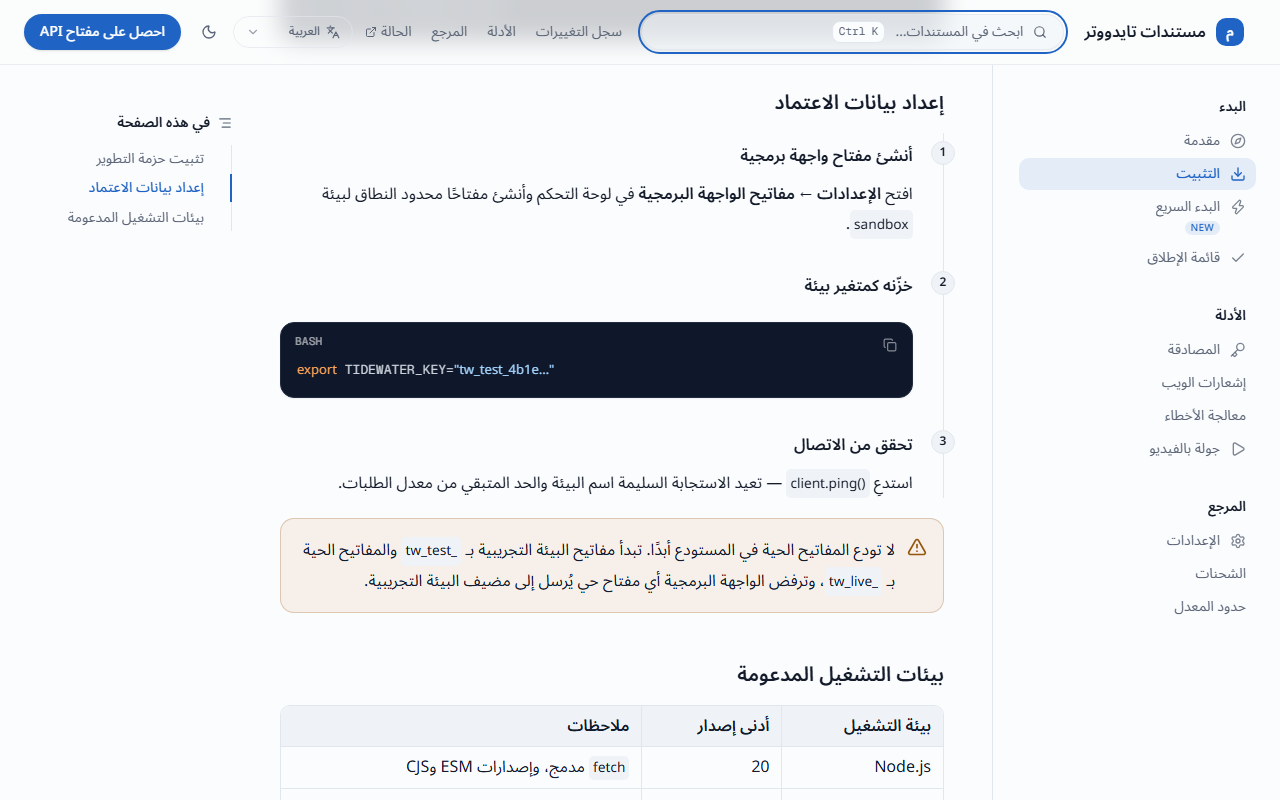 م مستندات تايدووتر
ابحث في المستندات... Ctrl K
سجل التغييرات
الأدلة
المرجع
الحالة
العربية
احصل على مفتاح API
البدء
مقدمة
التثبيت
البدء السريع
NEW
قائمة الإطلاق
الأدلة
المصادقة
إشعارات الويب
معالجة الأخطاء
جولة بالفيديو
المرجع
الإعدادات
الشحنات
حدود المعدل
إعداد بيانات الاعتماد
1 أنشئ مفتاح واجهة برمجية
افتح الإعدادات ← مفاتيح الواجهة البرمجية في لوحة التحكم وأنشئ مفتاحًا محدود النطاق لبيئة
sandbox.
2 خزّنه كمتغير بيئة
BASH
export TIDEWATER_KEY="tw_test_4b1e…"
3 تحقق من الاتصال
استدعِ client.ping() — تعيد الاستجابة السليمة اسم البيئة والحد المتبقي من معدل الطلبات.
لا تودع المفاتيح الحية في المستودع أبدًا. تبدأ مفاتيح البيئة التجريبية بـ tw_test_ والمفاتيح الحية
بـ tw_live_، وترفض الواجهة البرمجية أي مفتاح حي يُرسل إلى مضيف البيئة التجريبية.
بيئات التشغيل المدعومة
بيئة التشغيل أدنى إصدار ملاحظات
Node.js 20 fetch مدمج، وإصدارات ESM وCJS
في هذه الصفحة
تثبيت حزمة التطوير
إعداد بيانات الاعتماد
بيئات التشغيل المدعومة